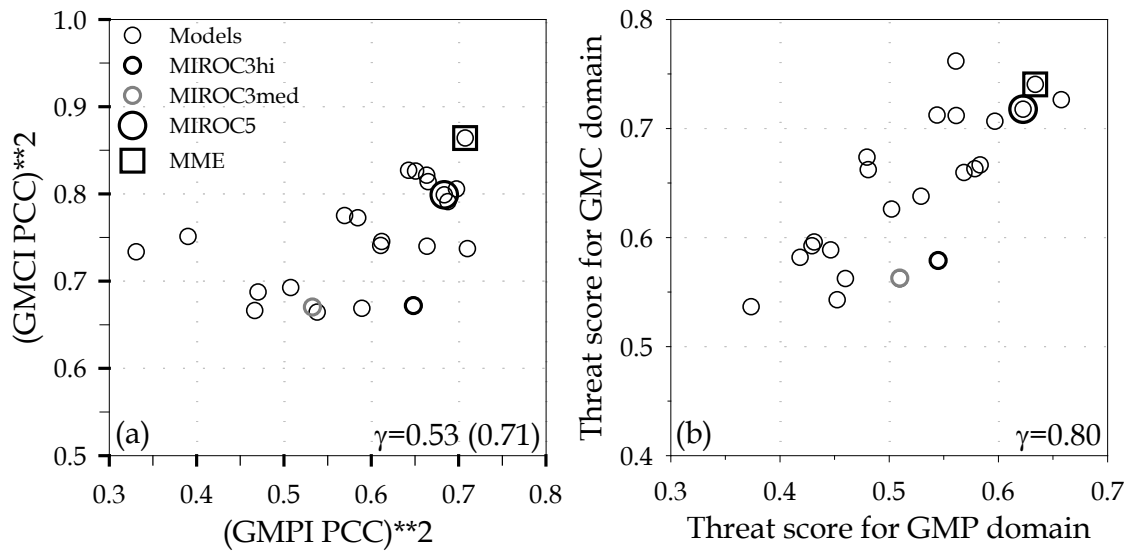 (GMCI PCC)**2
1.0
0.9
0.8
0.7
0.6
0.5
Models
MIROC3hi
MIROC3med
MIROC5
MME
(a)
γ=0.53 (0.71)
0.3 0.4 0.5 0.6 0.7 0.8
(GMPI PCC)**2
Threat score for GMC domain
0.8
0.7
0.6
0.5
0.4
(b)
γ=0.80
0.3 0.4 0.5 0.6 0.7
Threat score for GMP domain